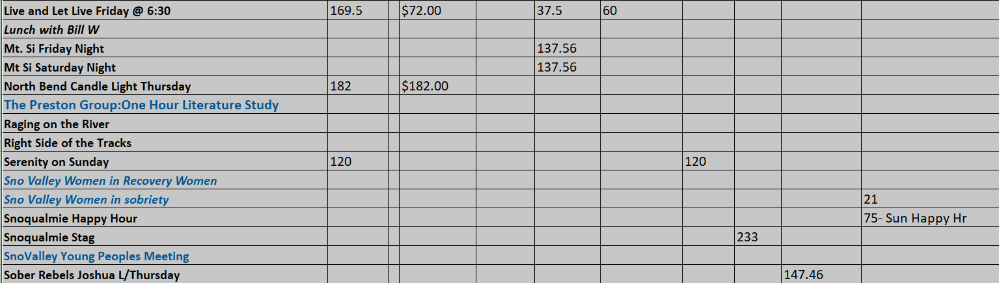 Live and Let Live Friday @ 6:30 169.5 $72.00 37.5 60
Lunch with Bill W
Mt. Si Friday Night 137.56
Mt Si Saturday Night 137.56
North Bend Candle Light Thursday 182 $182.00
The Preston Group:One Hour Literature Study
Raging on the River
Right Side of the Tracks
Serenity on Sunday 120 120
Sno Valley Women in Recovery Women
Sno Valley Women in sobriety 21
Snoqualmie Happy Hour 75- Sun Happy Hr
Snoqualmie Stag 233
SnoValley Young Peoples Meeting
Sober Rebels Joshua L/Thursday 147.46